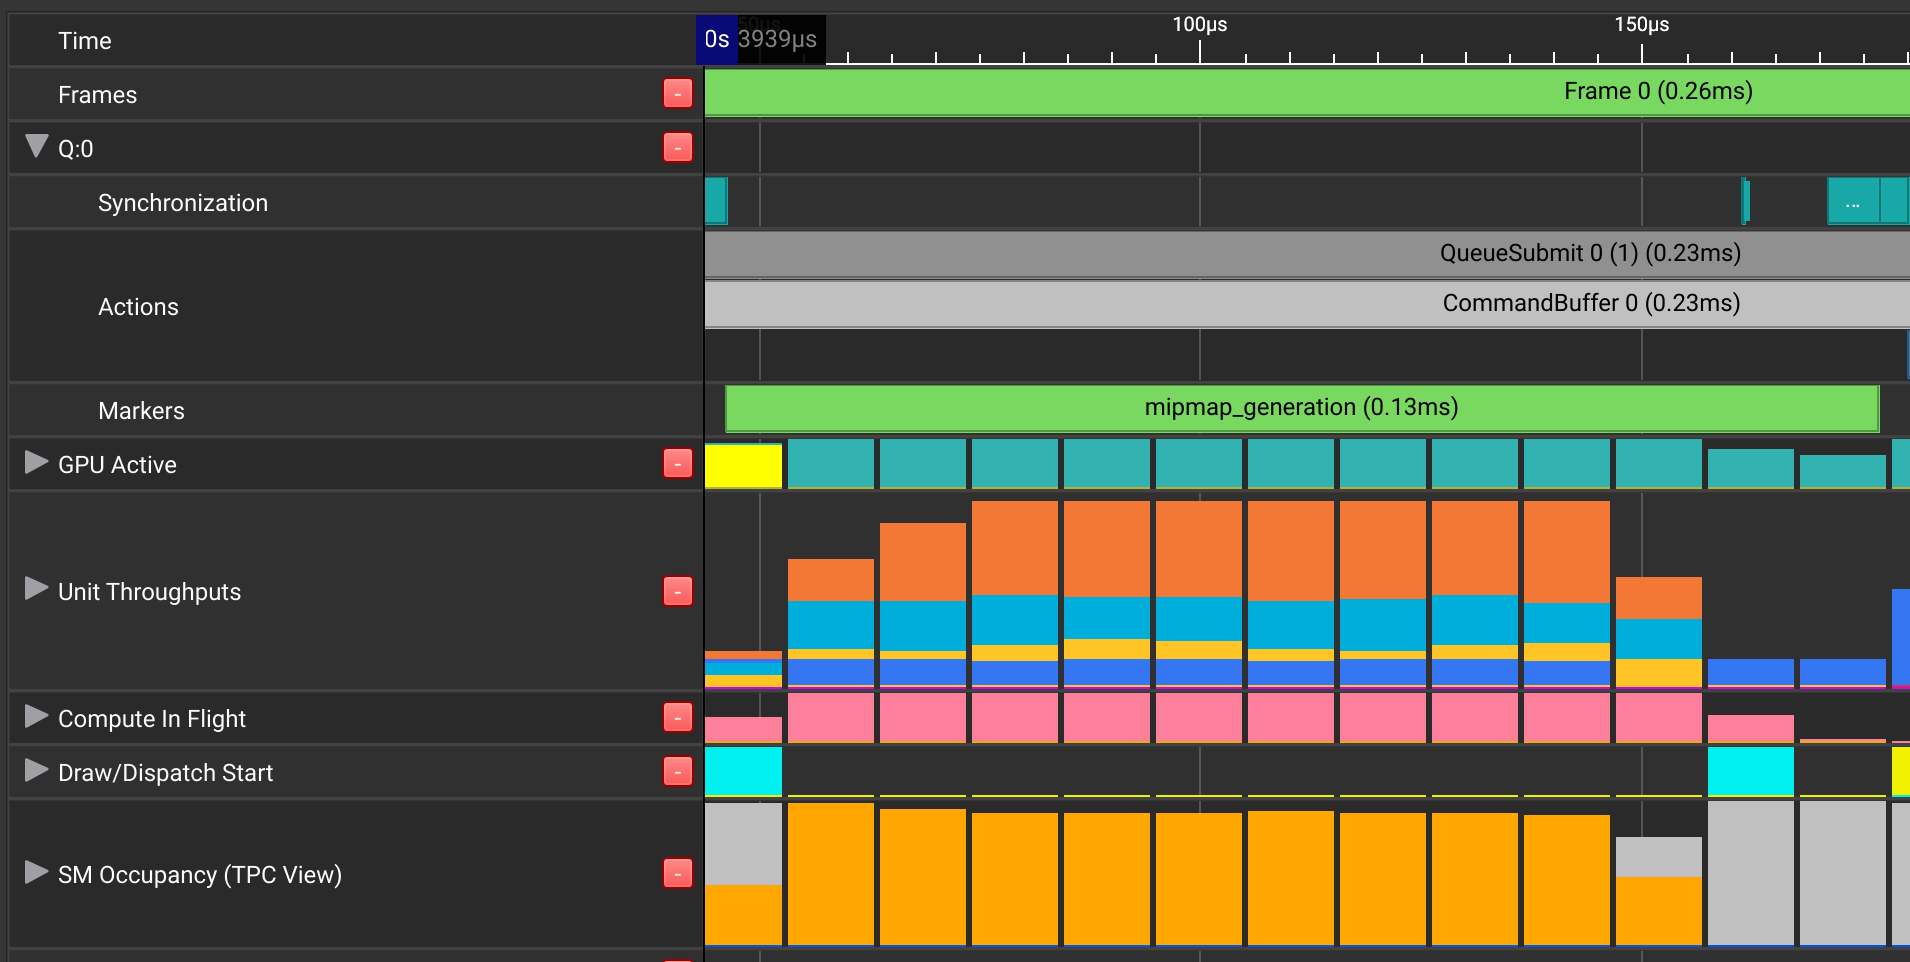 Time
0s 3939µs 50µs 100µs 150µs
Frames
-
Frame 0 (0.26ms)
Q:0
-
Synchronization
...
Actions
QueueSubmit 0 (1) (0.23ms)
CommandBuffer 0 (0.23ms)
Markers
mipmap_generation (0.13ms)
GPU Active
-
Unit Throughputs
-
Compute In Flight
-
Draw/Dispatch Start
-
SM Occupancy (TPC View)
-